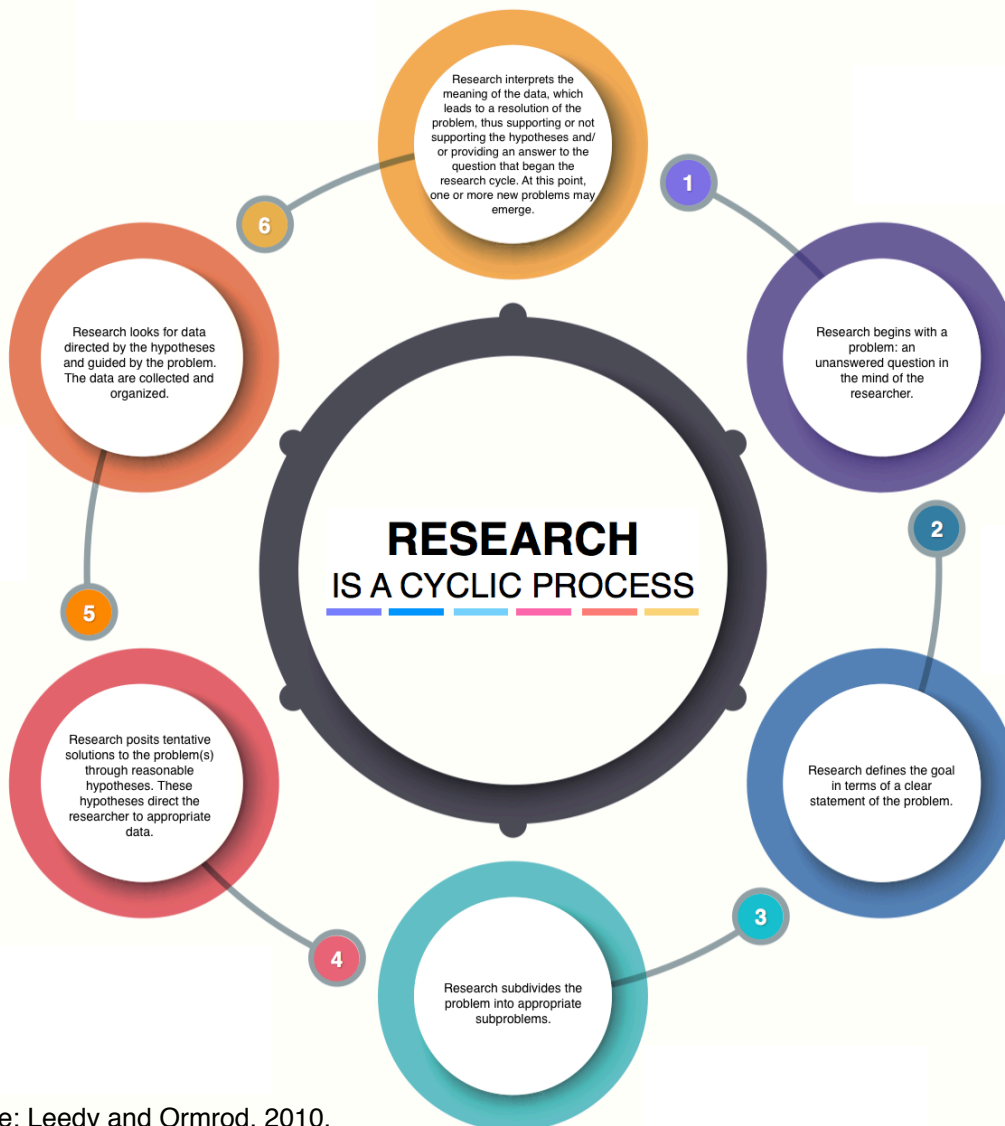 RESEARCH
IS A CYCLIC PROCESS
1
Research begins with a
problem: an
unanswered question in
the mind of the
researcher.
2
Research defines the goal
in terms of a clear
statement of the problem.
3
Research subdivides the
problem into appropriate
subproblems.
4
Research posits tentative
solutions to the problem(s)
through reasonable
hypotheses. These
hypotheses direct the
researcher to appropriate
data.
5
Research looks for data
directed by the hypotheses
and guided by the problem.
The data are collected and
organized.
6
Research interprets the
meaning of the data, which
leads to a resolution of the
problem, thus supporting or not
supporting the hypotheses and/
or providing an answer to the
question that began the
research cycle. At this point,
one or more new problems may
emerge.
e: Leedy and Ormrod, 2010.